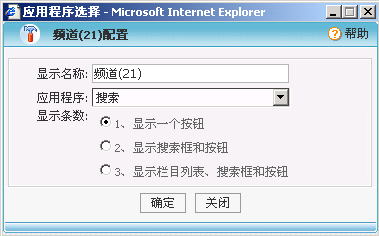 应用程序选择 - Microsoft Internet Explorer
频道(21)配置
帮助
显示名称: 频道(21)
应用程序: 搜索
显示条数:
1、显示一个按钮
2、显示搜索框和按钮
3、显示栏目列表、搜索框和按钮
确定 关闭